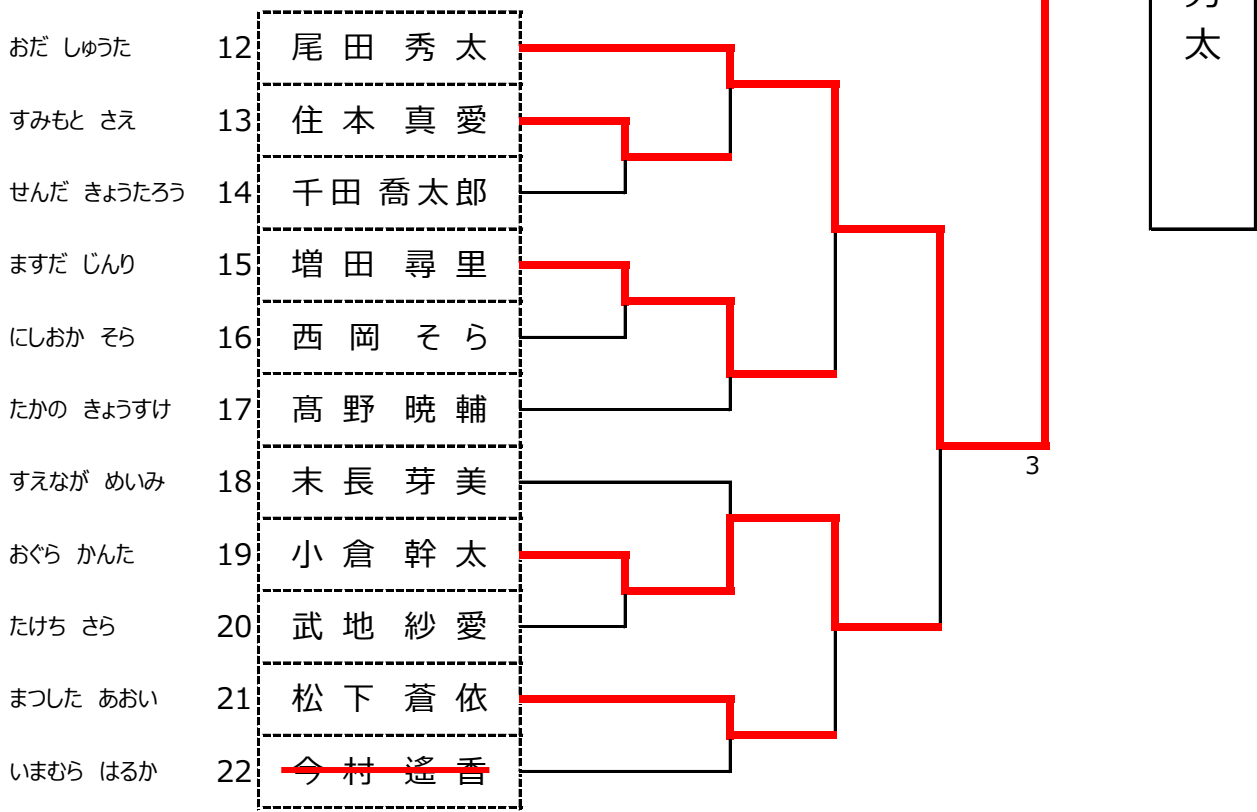 おだ しゅうた 12 尾田 秀太
すみもと さえ 13 住本 真愛
せんだ きょうたろう 14 千田 喬太郎
ますだ じんり 15 増田 尋里
にしおか そら 16 西岡 そら
たかの きょうすけ 17 髙野 暁輔
すえなが めいみ 18 末長 芽美
おぐら かんた 19 小倉 幹太
たけち さら 20 武地 紗愛
まつした あおい 21 松下 蒼依
いまむら はるか 22 今村 遙香
3
太